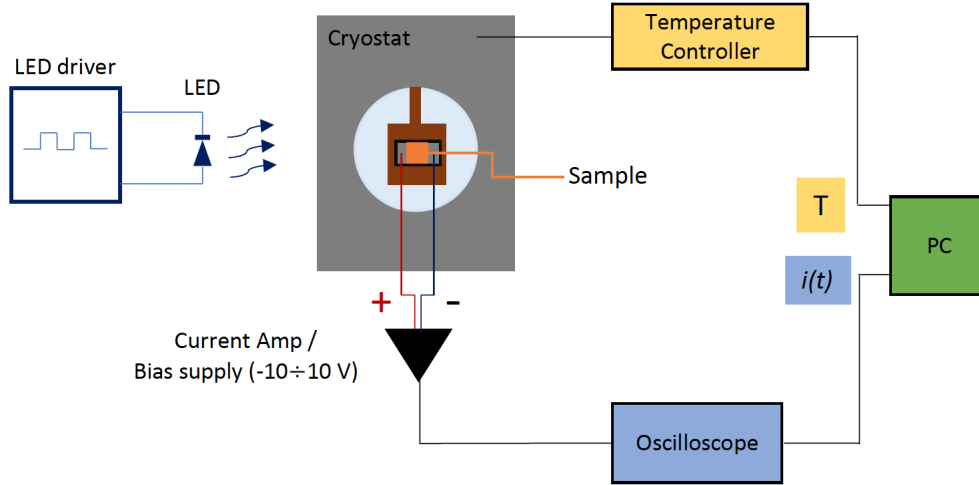 Cryostat
Temperature
Controller
LED driver
LED
Sample
T
PC
i(t)
+
-
Current Amp /
Bias supply (-10÷10 V)
Oscilloscope